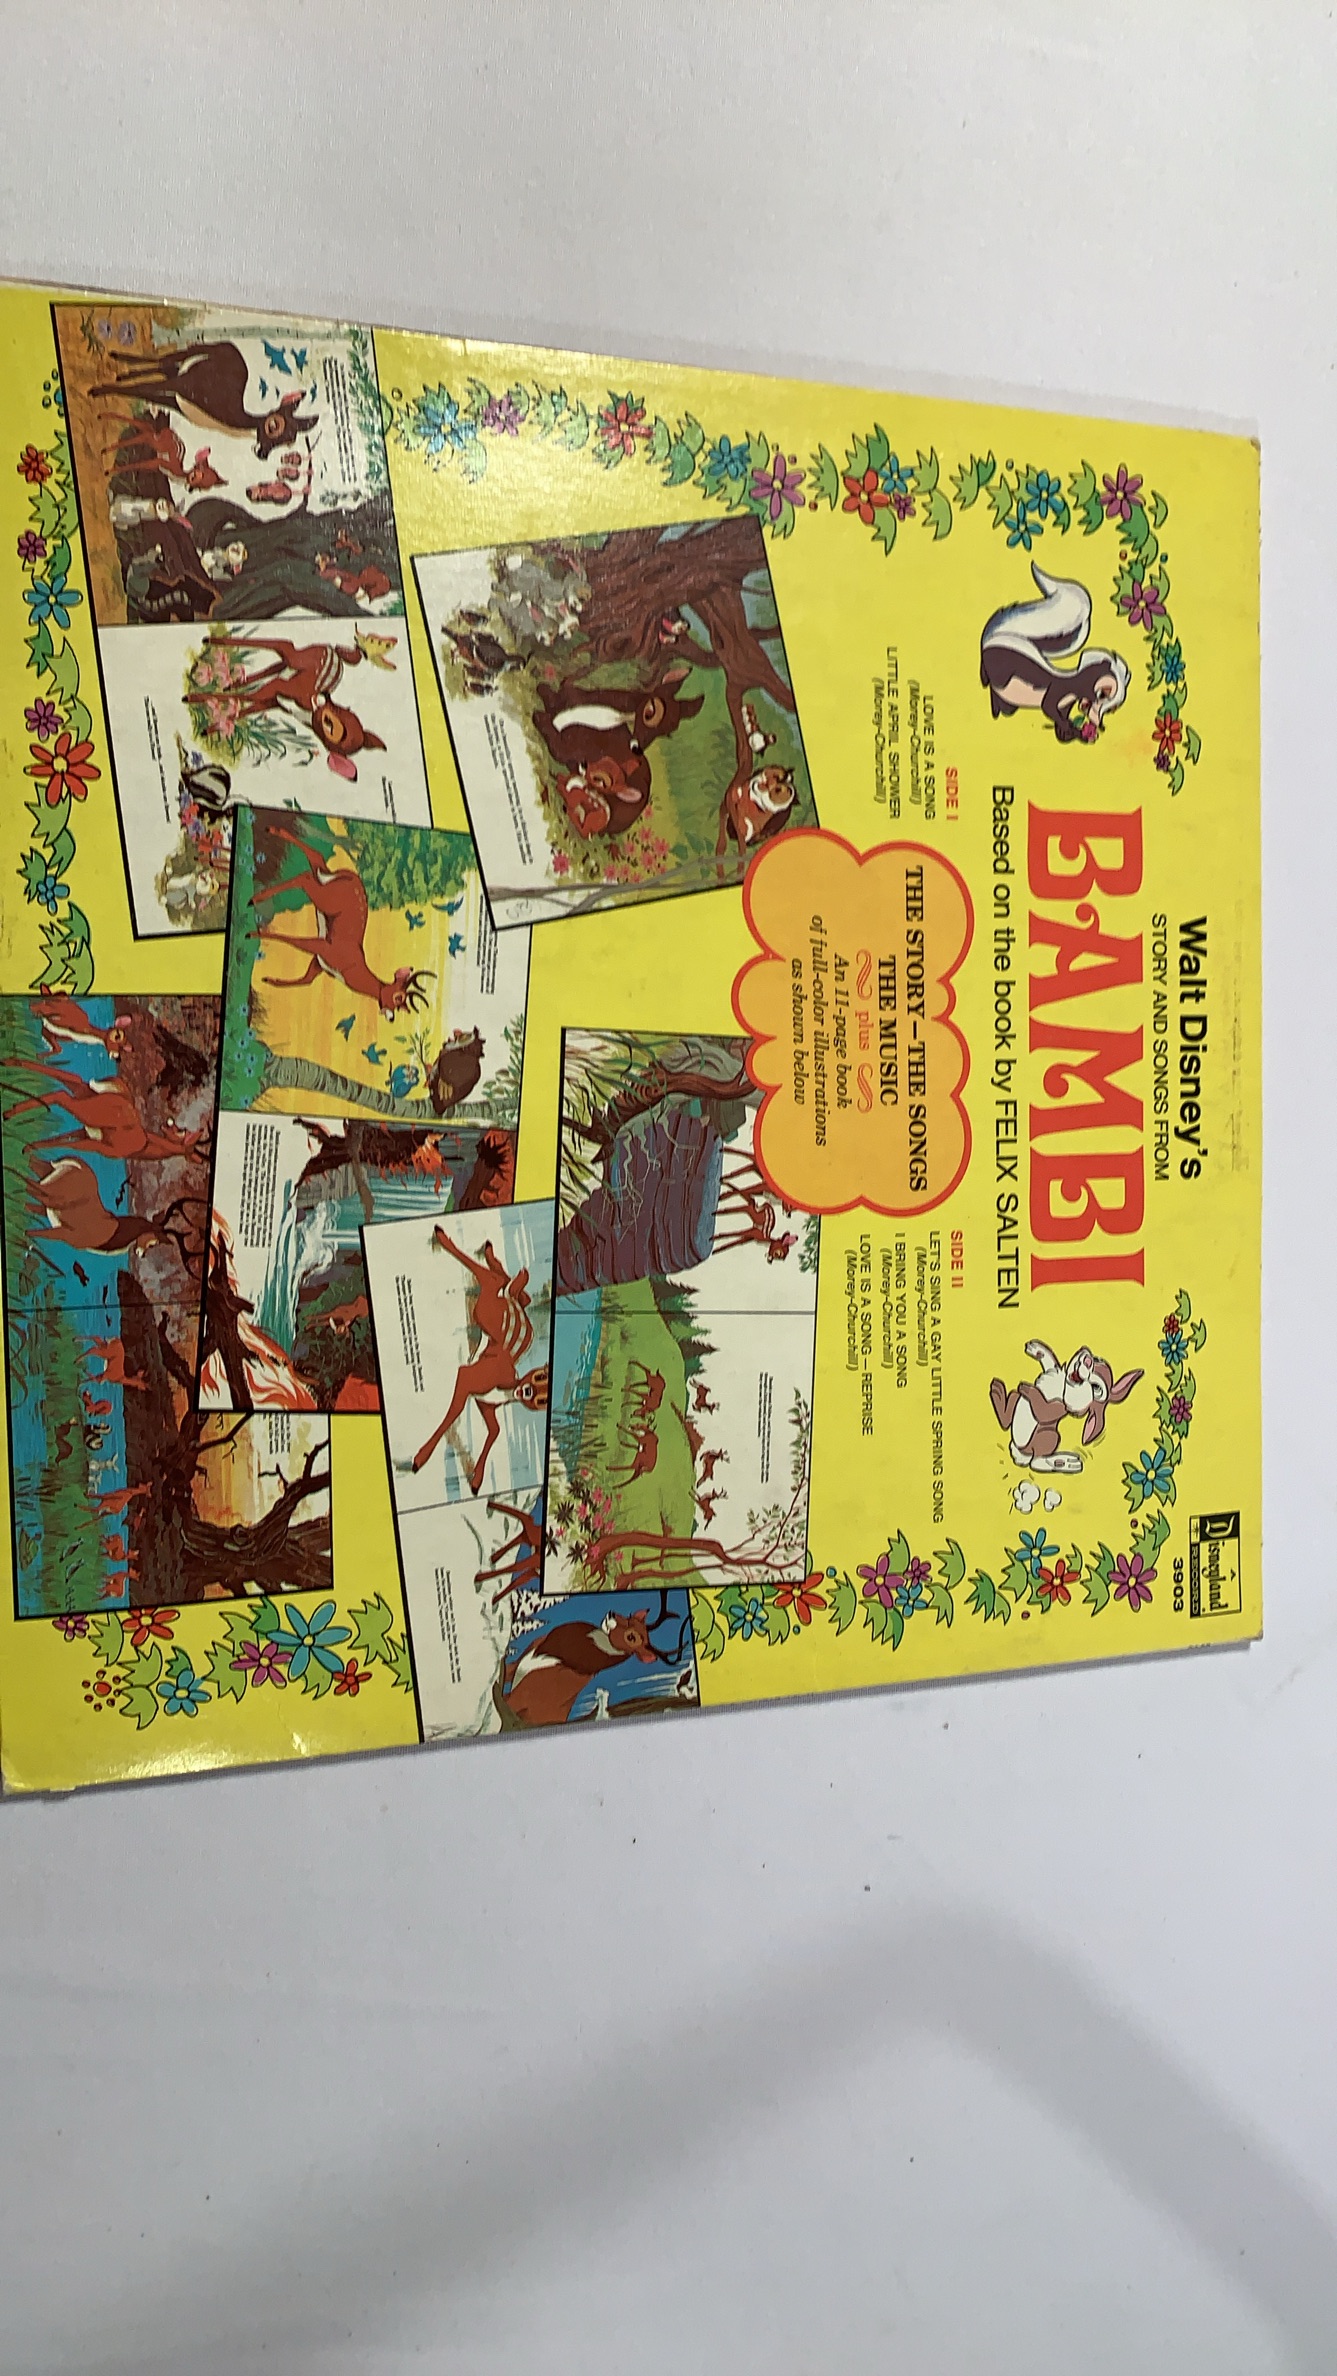 Disneyland
RECORDS
3903
Walt Disney's
STORY AND SONGS FROM
BAMBI
Based on the book by FELIX SALTEN
SIDE I
LOVE IS A SONG
(Morey-Churchill)
LITTLE APRIL SHOWER
(Morey-Churchill)
THE STORY – THE SONGS
THE MUSIC
plus
An 11-page book
of full-color illustrations
as shown below
SIDE II
LET'S SING A GAY LITTLE SPRING SONG
(Morey-Churchill)
I BRING YOU A SONG
(Morey-Churchill)
LOVE IS A SONG – REPRISE
(Morey-Churchill)